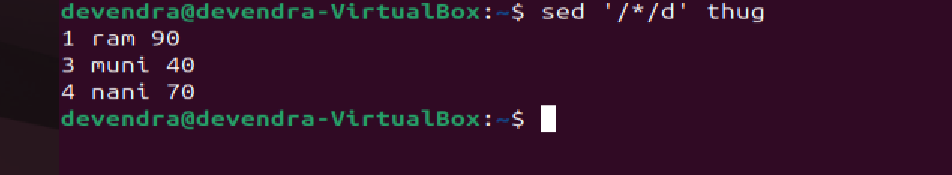 devendra@devendra-VirtualBox:~$ sed '/*/d' thug
1 ram 90
3 muni 40
4 nani 70
devendra@devendra-VirtualBox:~$